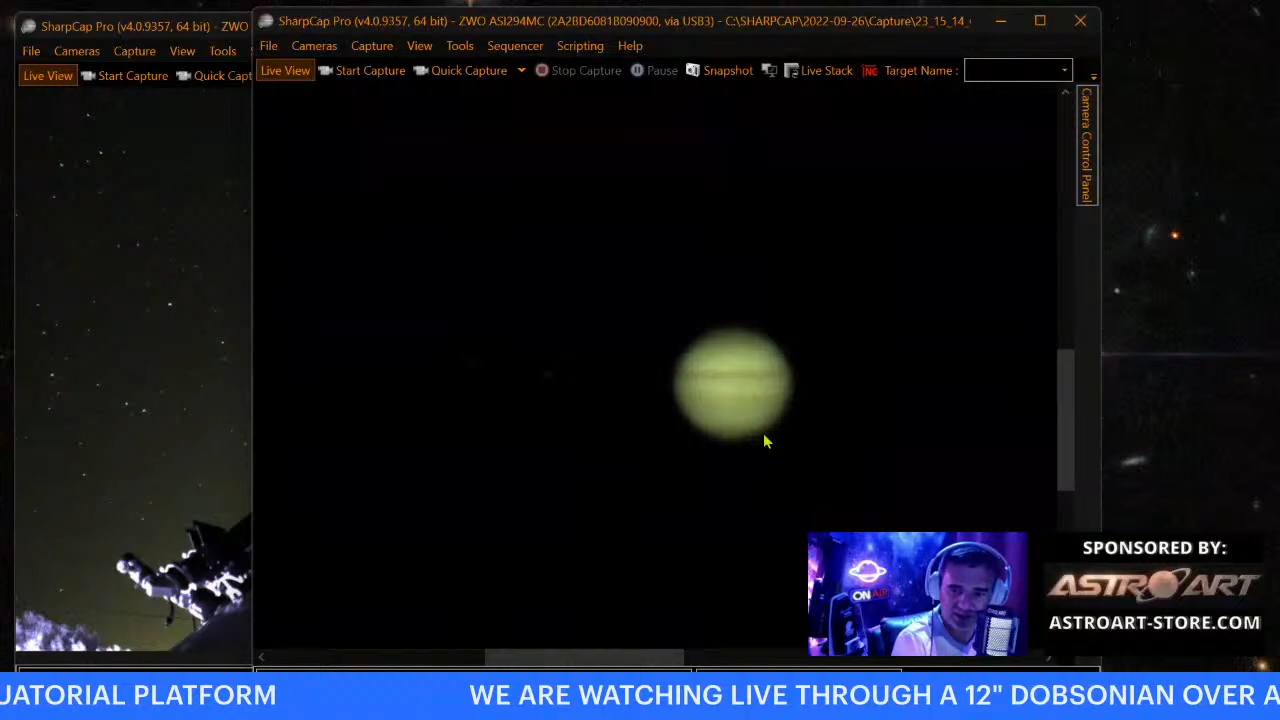 SharpCap Pro (v4.0.9357, 64 bit) - ZWO
File Cameras Capture View Tools
Live View Start Capture Quick Capt
SharpCap Pro (v4.0.9357, 64 bit) - ZWO ASI294MC (2A2BD6081B090900, via USB3) - C:\SHARPCAP\2022-09-26\Capture\23_15_14_
File Cameras Capture View Tools Sequencer Scripting Help
Live View Start Capture Quick Capture Stop Capture Pause Snapshot Live Stack Target Name :
Camera Control Panel
ON AIR
SPONSORED BY:
ASTROART
ASTROART-STORE.COM
UATORIAL PLATFORM WE ARE WATCHING LIVE THROUGH A 12" DOBSONIAN OVER A